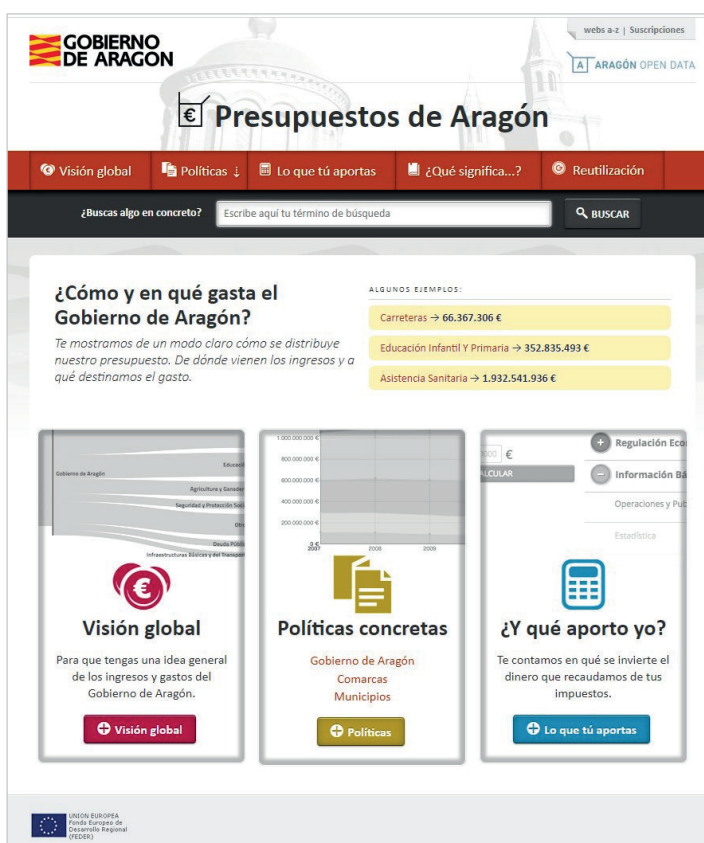 GOBIERNO
DE ARAGON
webs a-z | Suscripciones
A ARAGÓN OPEN DATA
€ Presupuestos de Aragón
Visión global
Políticas ↓
Lo que tú aportas
¿Qué significa...?
Reutilización
¿Buscas algo en concreto?
Escribe aquí tu término de búsqueda
BUSCAR
¿Cómo y en qué gasta el
Gobierno de Aragón?
Te mostramos de un modo claro cómo se distribuye
nuestro presupuesto. De dónde vienen los ingresos y a
qué destinamos el gasto.
ALGUNOS EJEMPLOS:
Carreteras → 66.367.306 €
Educación Infantil Y Primaria → 352.835.493 €
Asistencia Sanitaria → 1.932.541.936 €
Gobierno de Aragón
Educació
Agricultura y Ganader
Seguridad y Protección Soci
Otr
Deuda Públic
Infraestructuras Básicas y del Transpor
€
Visión global
Para que tengas una idea general
de los ingresos y gastos del
Gobierno de Aragón.
Visión global
1.000.000.000 €
800.000.000 €
600.000.000 €
400.000.000 €
200.000.000 €
0 €
2007 2008 2009
Políticas concretas
Gobierno de Aragón
Comarcas
Municipios
Políticas
€
ALCULAR
Regulación Eco
Información Bá
Operaciones y Pub
Estadística
¿Y qué aporto yo?
Te contamos en qué se invierte el
dinero que recaudamos de tus
impuestos.
Lo que tú aportas
UNION EUROPEA
Fondo Europeo de
Desarrollo Regional
(FEDER)